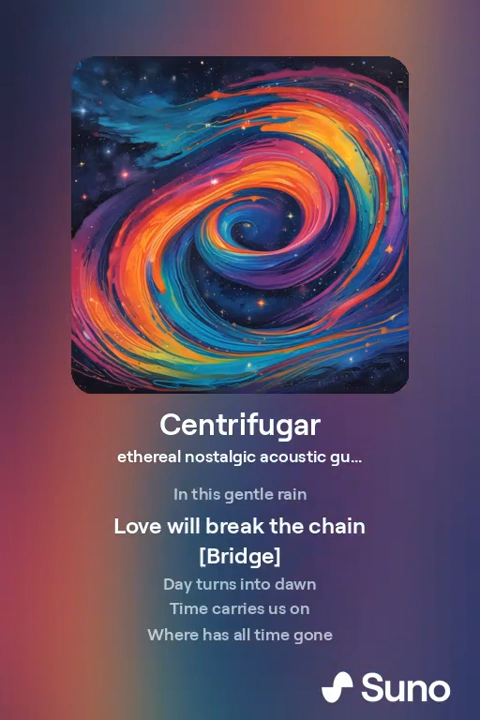 Centrifugar
ethereal nostalgic acoustic gu...
In this gentle rain
Love will break the chain
[Bridge]
Day turns into dawn
Time carries us on
Where has all time gone
Suno